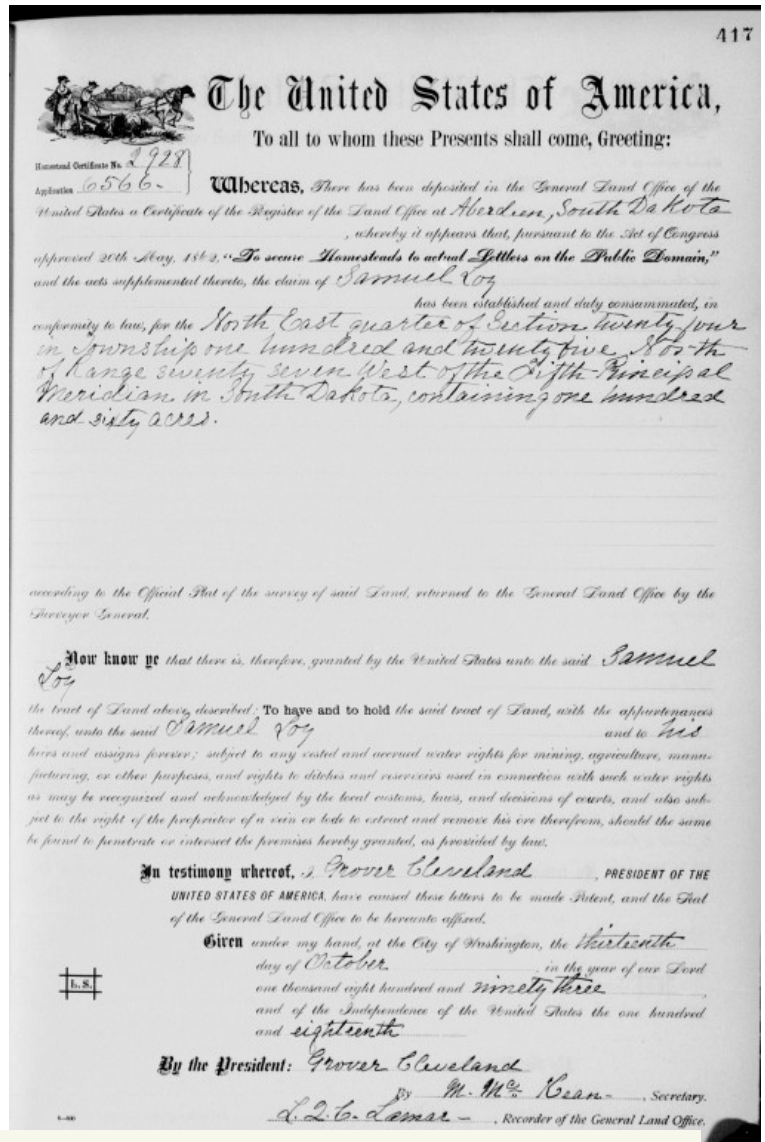 417
The United States of America,
To all to whom these Presents shall come, Greeting:
Homestead Certificate No. 2928
Application 6566.
Whereas, There has been deposited in the General Land Office of the
United States a Certificate of the Register of the Land Office at Aberdeen, South Dakota
, whereby it appears that, pursuant to the Act of Congress
approved 20th May, 1862, "To secure Homesteads to actual Settlers on the Public Domain,"
and the acts supplemental thereto, the claim of Samuel Loy
has been established and duly consummated, in
conformity to law, for the North East quarter of Section twenty four
in Township one hundred and twenty five North
of Range seventy seven West of the Fifth Principal
Meridian in South Dakota, containing one hundred
and sixty acres.
according to the Official Plat of the survey of said Land, returned to the General Land Office by the
Surveyor General.
Now know ye that there is, therefore, granted by the United States unto the said Samuel
Loy
the tract of Land above described: To have and to hold the said tract of Land, with the appurtenances
thereof, unto the said Samuel Loy and to his
heirs and assigns forever; subject to any vested and accrued water rights for mining, agriculture, manu-
facturing, or other purposes, and rights to ditches and reservoirs used in connection with such water rights
as may be recognized and acknowledged by the local customs, laws, and decisions of courts, and also sub-
ject to the right of the proprietor of a vein or lode to extract and remove his ore therefrom, should the same
be found to penetrate or intersect the premises hereby granted, as provided by law.
In testimony whereof, I, Grover Cleveland, PRESIDENT OF THE
UNITED STATES OF AMERICA, have caused these letters to be made Patent, and the Seal
of the General Land Office to be hereunto affixed.
Given under my hand, at the City of Washington, the thirteenth
day of October, in the year of our Lord
one thousand eight hundred and ninety three,
and of the Independence of the United States the one hundred
and eighteenth
L.S.
By the President: Grover Cleveland
By M. McKean, Secretary.
L. Q. C. Lamar, Recorder of the General Land Office.